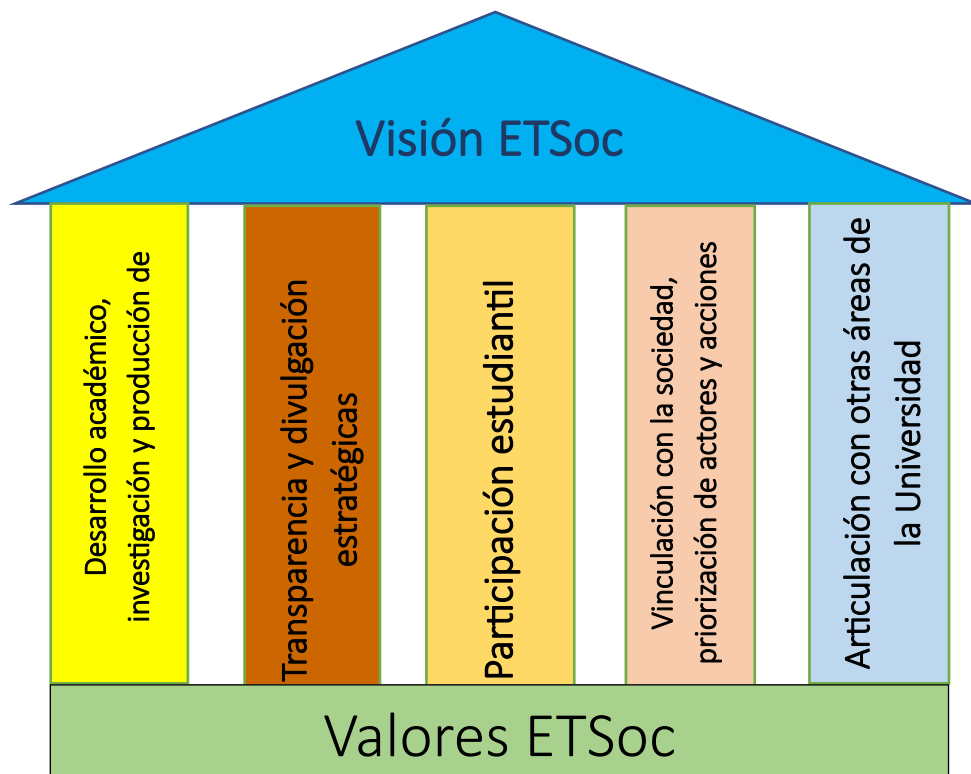 Visión ETSoc
Desarrollo académico,
investigación y producción de
Transparencia y divulgación
estratégicas
Participación estudiantil
Vinculación con la sociedad,
priorización de actores y acciones
Articulación con otras áreas de
la Universidad
Valores ETSoc